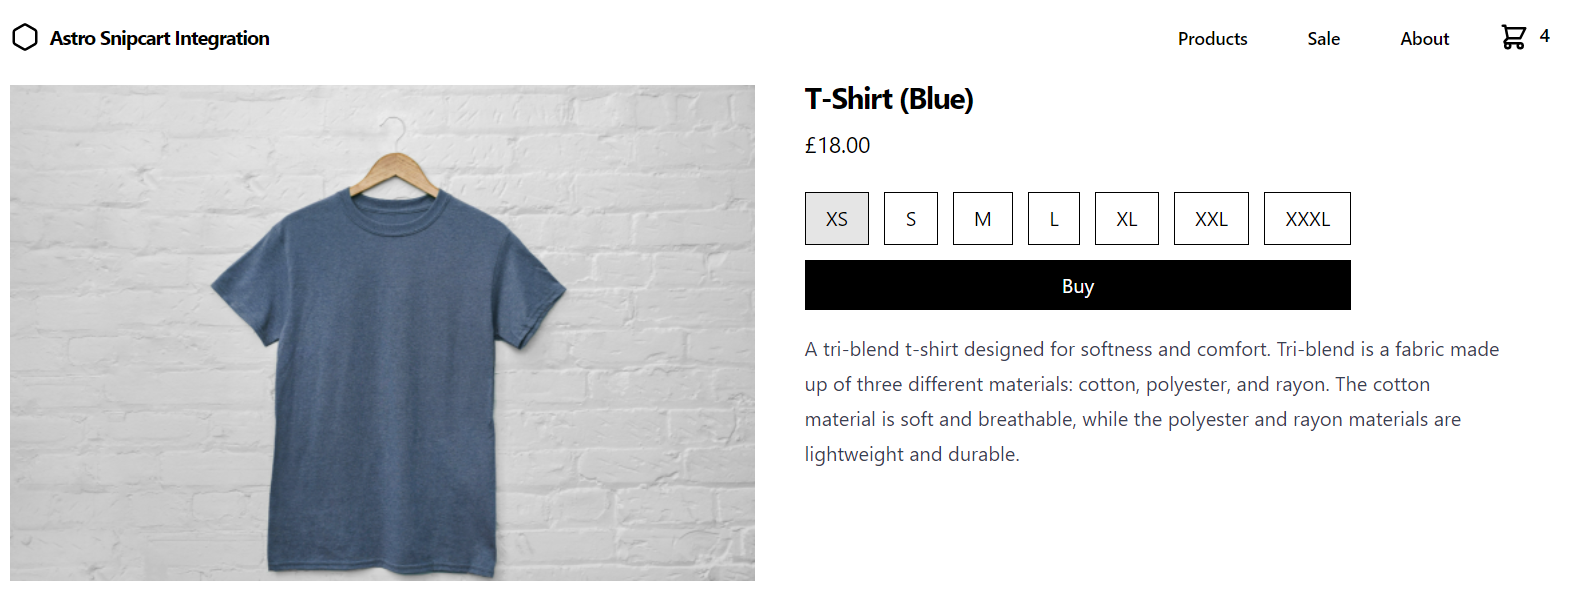 Astro Snipcart Integration
Products
Sale
About
4
T-Shirt (Blue)
£18.00
XS
S
M
L
XL
XXL
XXXL
Buy
A tri-blend t-shirt designed for softness and comfort. Tri-blend is a fabric made
up of three different materials: cotton, polyester, and rayon. The cotton
material is soft and breathable, while the polyester and rayon materials are
lightweight and durable.